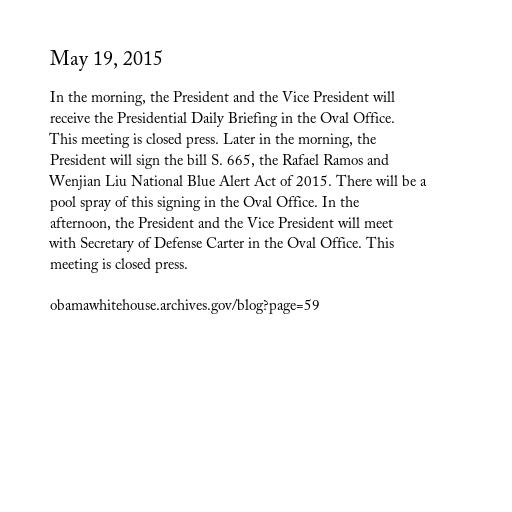 May 19, 2015
In the morning, the President and the Vice President will
receive the Presidential Daily Briefing in the Oval Office.
This meeting is closed press. Later in the morning, the
President will sign the bill S. 665, the Rafael Ramos and
Wenjian Liu National Blue Alert Act of 2015. There will be a
pool spray of this signing in the Oval Office. In the
afternoon, the President and the Vice President will meet
with Secretary of Defense Carter in the Oval Office. This
meeting is closed press.
obamawhitehouse.archives.gov/blog?page=59